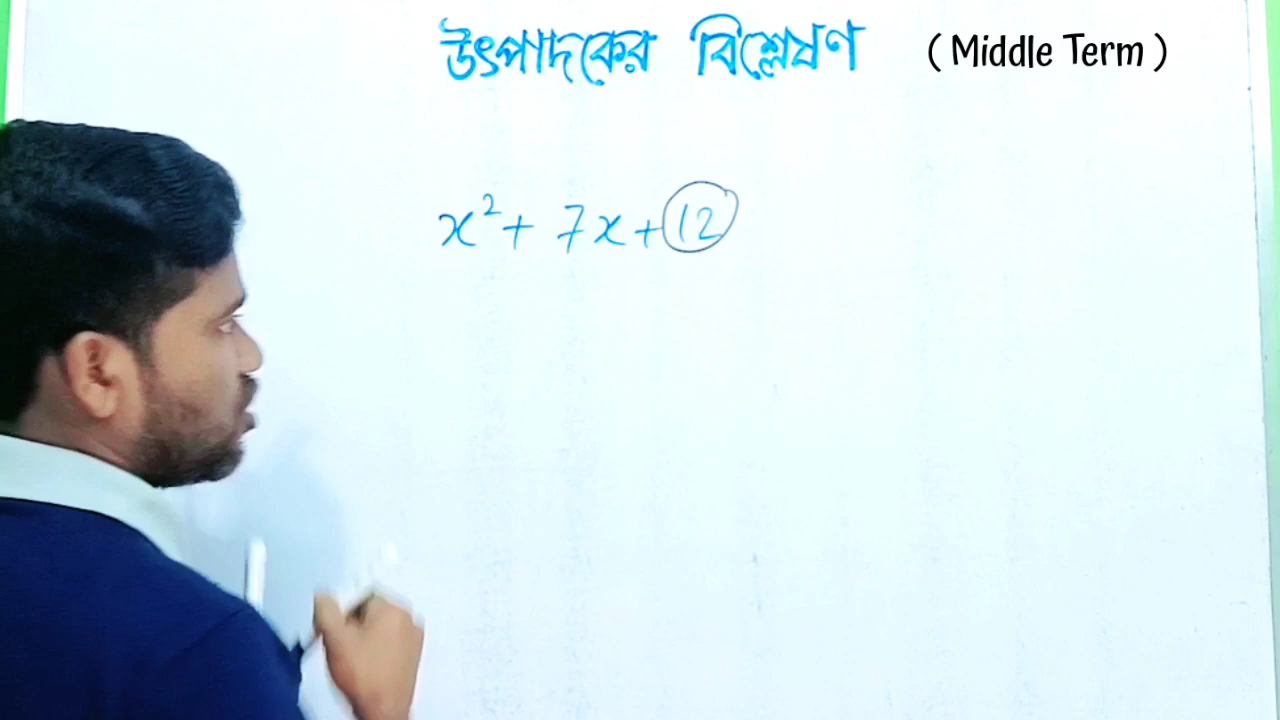 উৎপাদকের বিশ্লেষণ ( Middle Term )
x² + 7x + 12